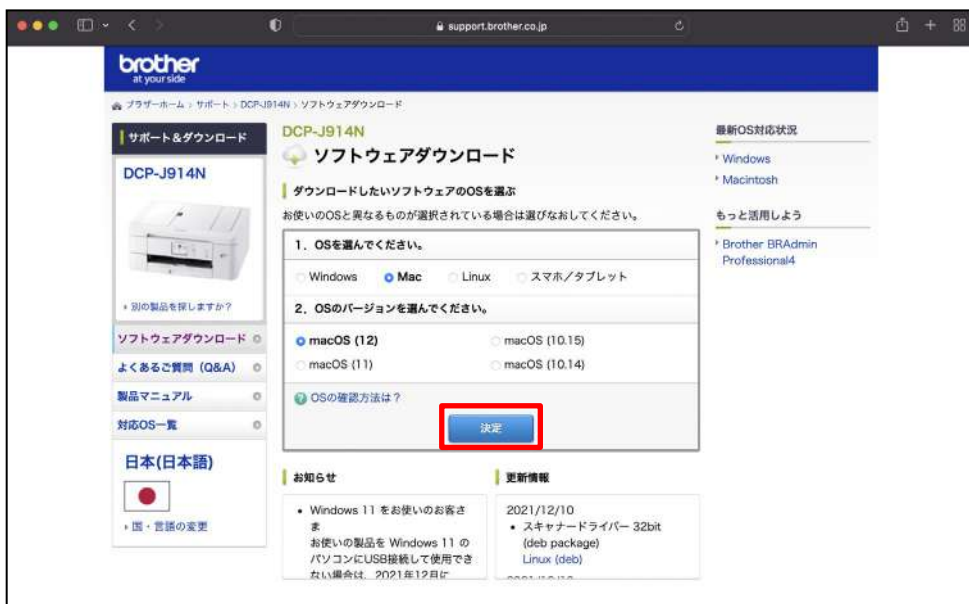 support.brother.co.jp
brother
at your side
ブラザーホーム › サポート › DCP-J914N › ソフトウェアダウンロード
サポート&ダウンロード
DCP-J914N
別の製品を探しますか?
ソフトウェアダウンロード
よくあるご質問(Q&A)
製品マニュアル
対応OS一覧
日本(日本語)
国・言語の変更
DCP-J914N
ソフトウェアダウンロード
ダウンロードしたいソフトウェアのOSを選ぶ
お使いのOSと異なるものが選択されている場合は選びなおしてください。
1. OSを選んでください。
Windows Mac Linux スマホ/タブレット
2. OSのバージョンを選んでください。
macOS (12) macOS (10.15)
macOS (11) macOS (10.14)
OSの確認方法は?
決定
お知らせ
• Windows 11 をお使いのお客さ
ま
お使いの製品を Windows 11 の
パソコンにUSB接続して使用でき
ない場合は、2021年12月に
更新情報
2021/12/10
• スキャナードライバー 32bit
(deb package)
Linux (deb)
最新OS対応状況
Windows
Macintosh
もっと活用しよう
Brother BRAdmin
Professional4